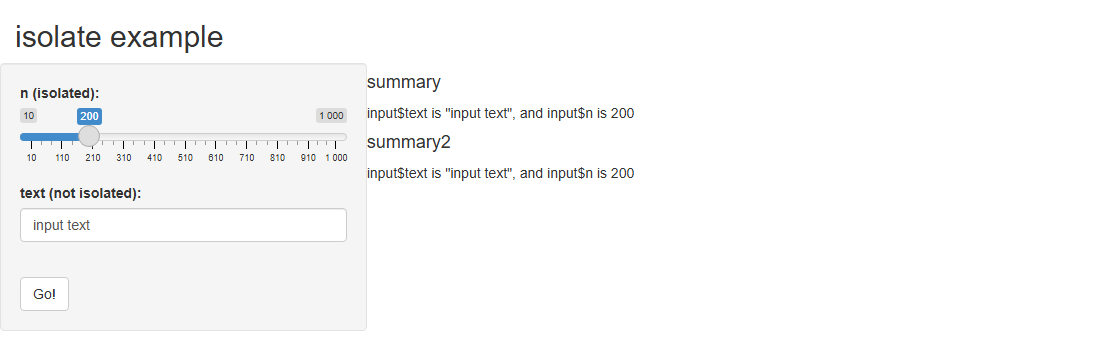 isolate example
n (isolated):
10 200 1 000
10 110 210 310 410 510 610 710 810 910 1 000
text (not isolated):
input text
Go!
summary
input$text is "input text", and input$n is 200
summary2
input$text is "input text", and input$n is 200